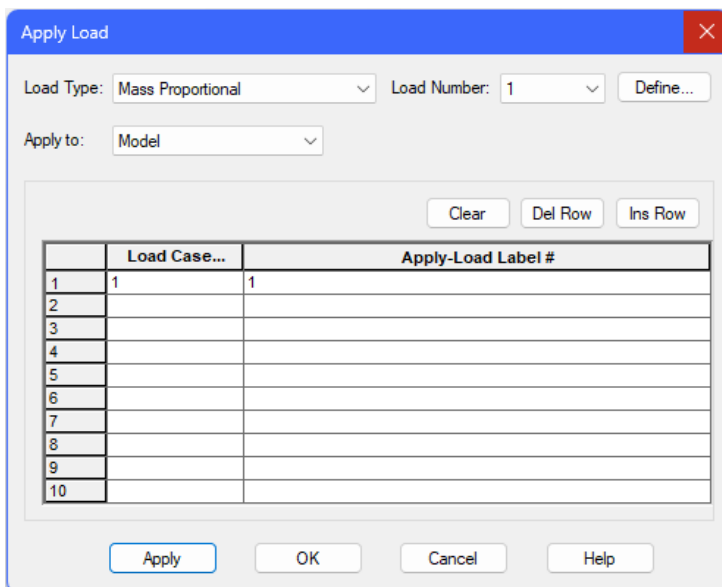 Apply Load
Load Type: Mass Proportional Load Number: 1 Define...
Apply to: Model
Clear Del Row Ins Row
Load Case... Apply-Load Label #
1 1 1
2
3
4
5
6
7
8
9
10
Apply OK Cancel Help